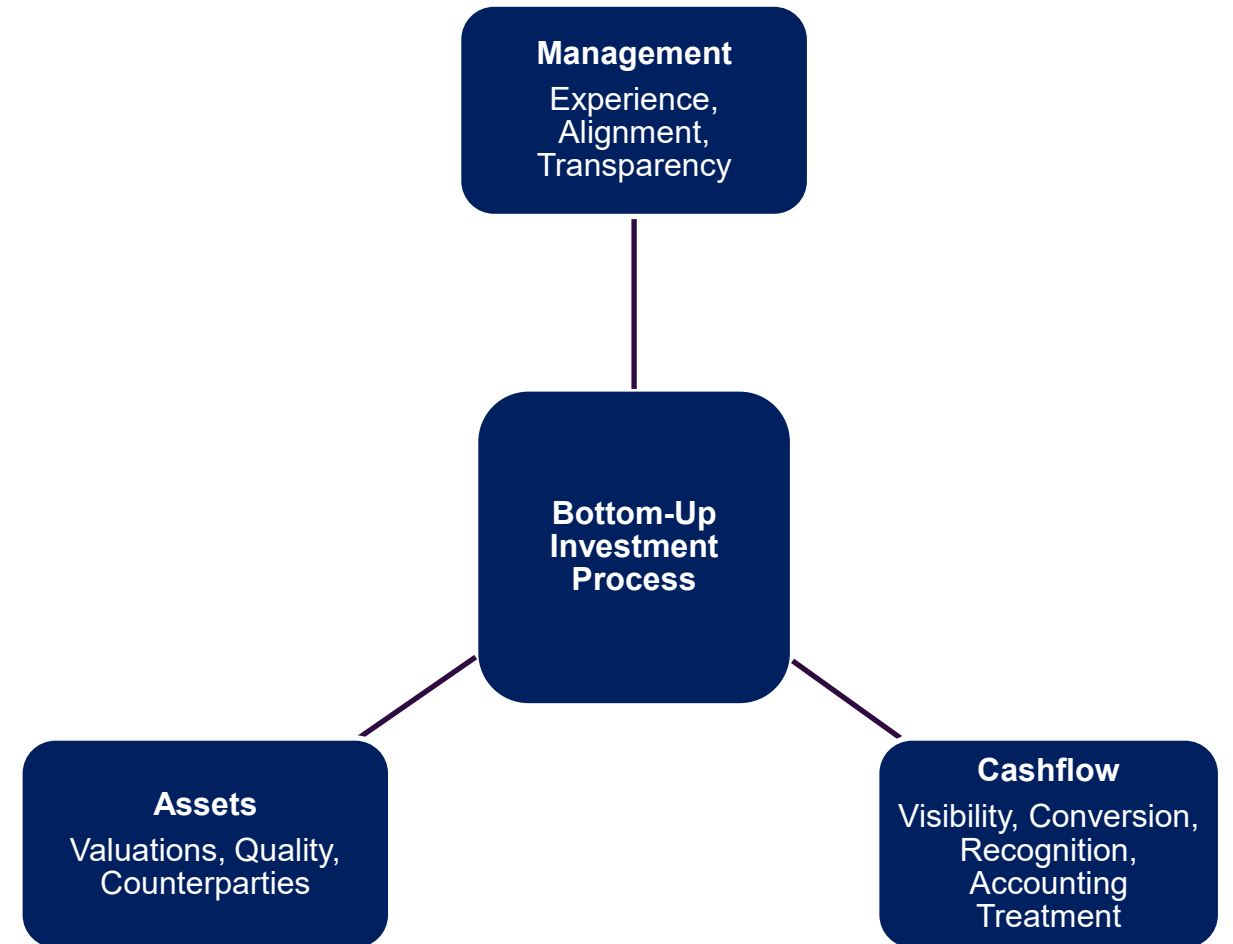 Management
Experience,
Alignment,
Transparency
Bottom-Up
Investment
Process
Assets
Valuations, Quality,
Counterparties
Cashflow
Visibility, Conversion,
Recognition,
Accounting
Treatment